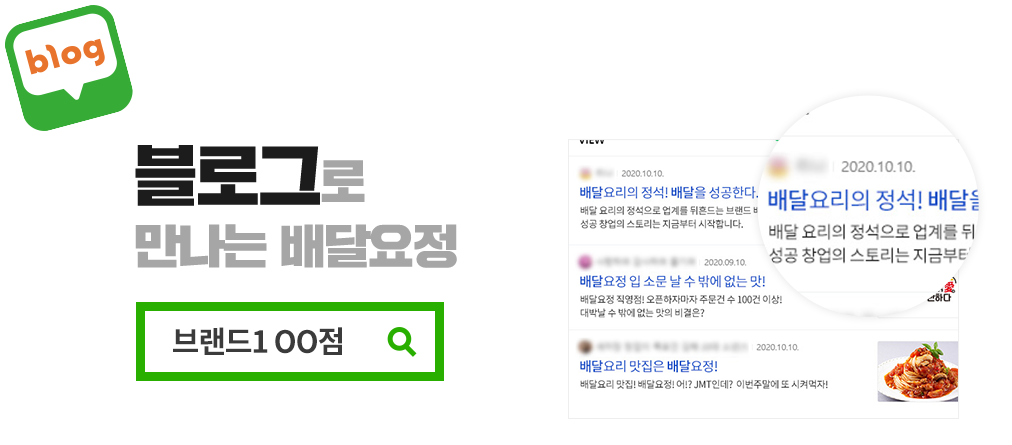 blog
블로그로
만나는 배달요정
브랜드1 OO점
VIEW
2020.10.10.
배달요리의 정석! 배달을 성공한다.
배달 요리의 정석으로 업계를 뒤흔드는 브랜드
성공 창업의 스토리는 지금부터 시작합니다.
2020.09.10.
배달요정 입 소문 날 수 밖에 없는 맛!
배달요정 직영점! 오픈하자마자 주문건 수 100건 이상!
대박날 수 밖에 없는 맛의 비결은?
2020.10.10.
배달요리 맛집은 배달요정!
배달요리 맛집! 배달요정! 어!? JMT인데? 이번주말에 또 시켜먹자!
2020.10.10.
배달요리의 정석! 배달을
배달 요리의 정석으로 업계를 뒤
성공 창업의 스토리는 지금부터